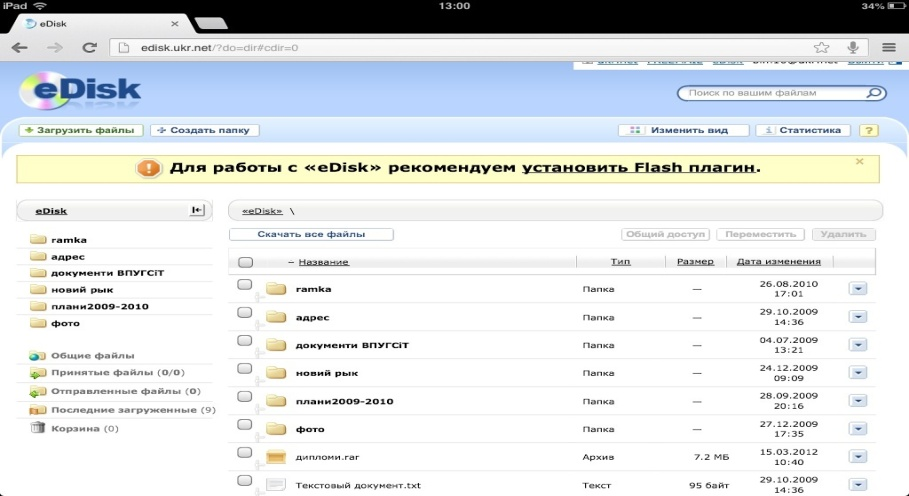 iPad 13:00 34%
eDisk
edisk.ukr.net/?do=dir#cdir=0
eDisk
Поиск по вашим файлам
Загрузить файлы Создать папку Изменить вид Статистика ?
Для работы с «eDisk» рекомендуем установить Flash плагин.
eDisk
ramka
адрес
документи ВПУГСіТ
новий рык
плани2009-2010
фото
Общие файлы
Принятые файлы (0/0)
Отправленные файлы (0)
Последние загруженные (9)
Корзина (0)
«eDisk» \
Скачать все файлы Общий доступ Переместить Удалить
Название Тип Размер Дата изменения
ramka Папка — 26.08.2010 17:01
адрес Папка — 29.10.2009 14:36
документи ВПУГСіТ Папка — 04.07.2009 13:21
новий рык Папка — 24.12.2009 09:09
плани2009-2010 Папка — 28.09.2009 20:16
фото Папка — 27.12.2009 17:35
дипломи.rar Архив 7.2 МБ 15.03.2012 10:40
Текстовый документ.txt Текст 95 байт 29.10.2009 14:36